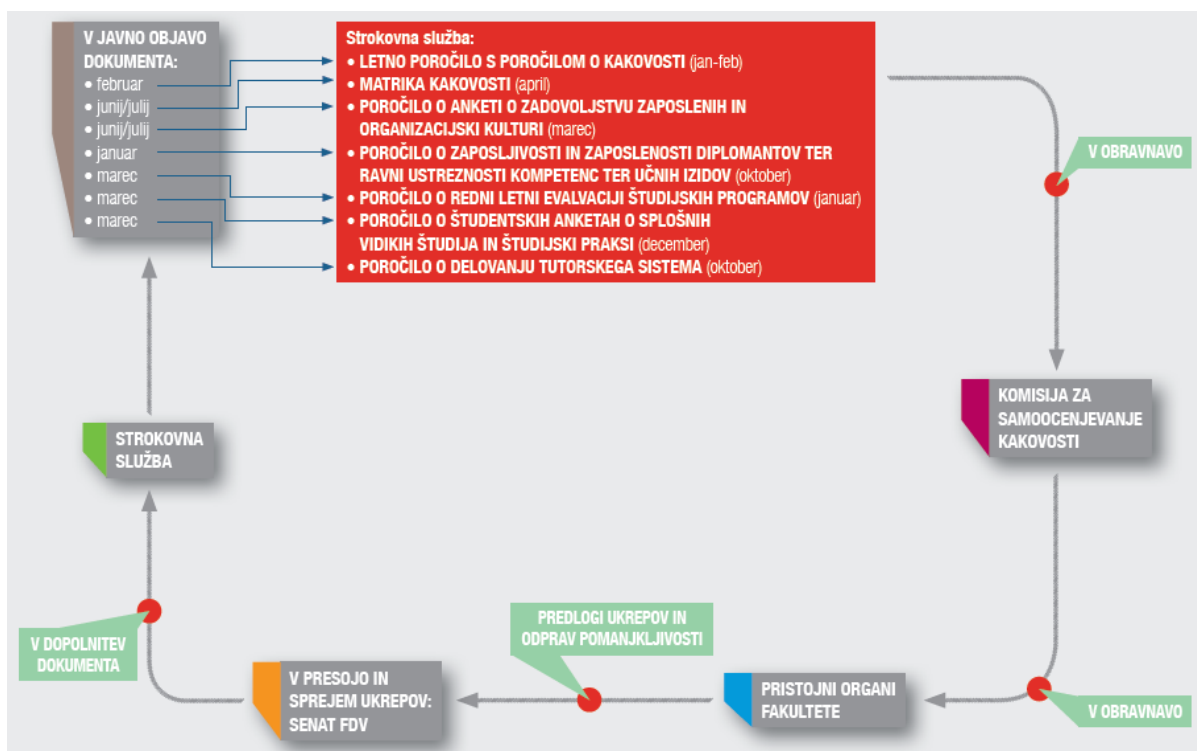 V JAVNO OBJAVO
DOKUMENTA:
• februar
• junij/julij
• junij/julij
• januar
• marec
• marec
• marec
Strokovna služba:
• LETNO POROČILO S POROČILOM O KAKOVOSTI (jan-feb)
• MATRIKA KAKOVOSTI (april)
• POROČILO O ANKETI O ZADOVOLJSTVU ZAPOSLENIH IN
ORGANIZACIJSKI KULTURI (marec)
• POROČILO O ZAPOSLJIVOSTI IN ZAPOSLENOSTI DIPLOMANTOV TER
RAVNI USTREZNOSTI KOMPETENC TER UČNIH IZIDOV (oktober)
• POROČILO O REDNI LETNI EVALVACIJI ŠTUDIJSKIH PROGRAMOV (januar)
• POROČILO O ŠTUDENTSKIH ANKETAH O SPLOŠNIH
VIDIKIH ŠTUDIJA IN ŠTUDIJSKI PRAKSI (december)
• POROČILO O DELOVANJU TUTORSKEGA SISTEMA (oktober)
V OBRAVNAVO
KOMISIJA ZA
SAMOOCENJEVANJE
KAKOVOSTI
V OBRAVNAVO
PRISTOJNI ORGANI
FAKULTETE
PREDLOGI UKREPOV IN
ODPRAV POMANJKLJIVOSTI
V PRESOJO IN
SPREJEM UKREPOV:
SENAT FDV
V DOPOLNITEV
DOKUMENTA
STROKOVNA
SLUŽBA